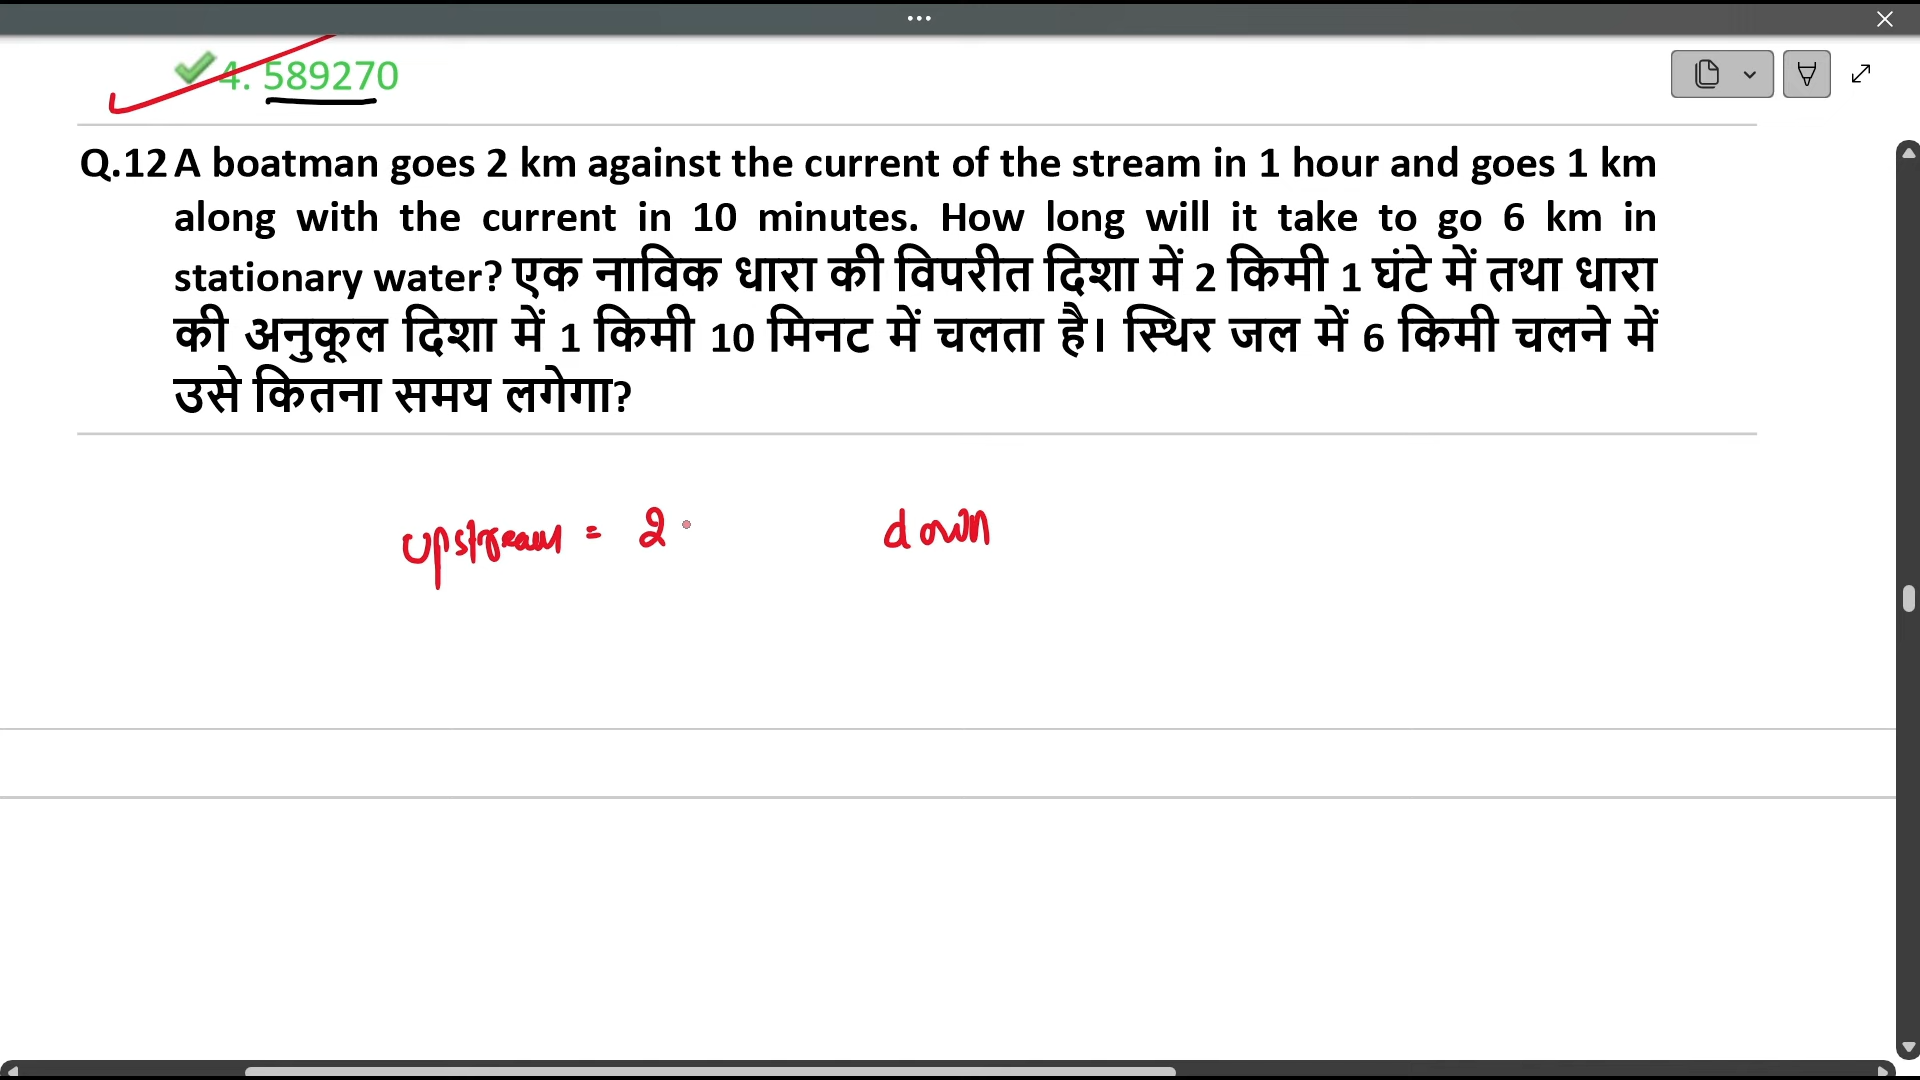 4. 589270
Q.12 A boatman goes 2 km against the current of the stream in 1 hour and goes 1 km
along with the current in 10 minutes. How long will it take to go 6 km in
stationary water? एक नाविक धारा की विपरीत दिशा में 2 किमी 1 घंटे में तथा धारा
की अनुकूल दिशा में 1 किमी 10 मिनट में चलता है। स्थिर जल में 6 किमी चलने में
उसे कितना समय लगेगा?
upstream = 2 down